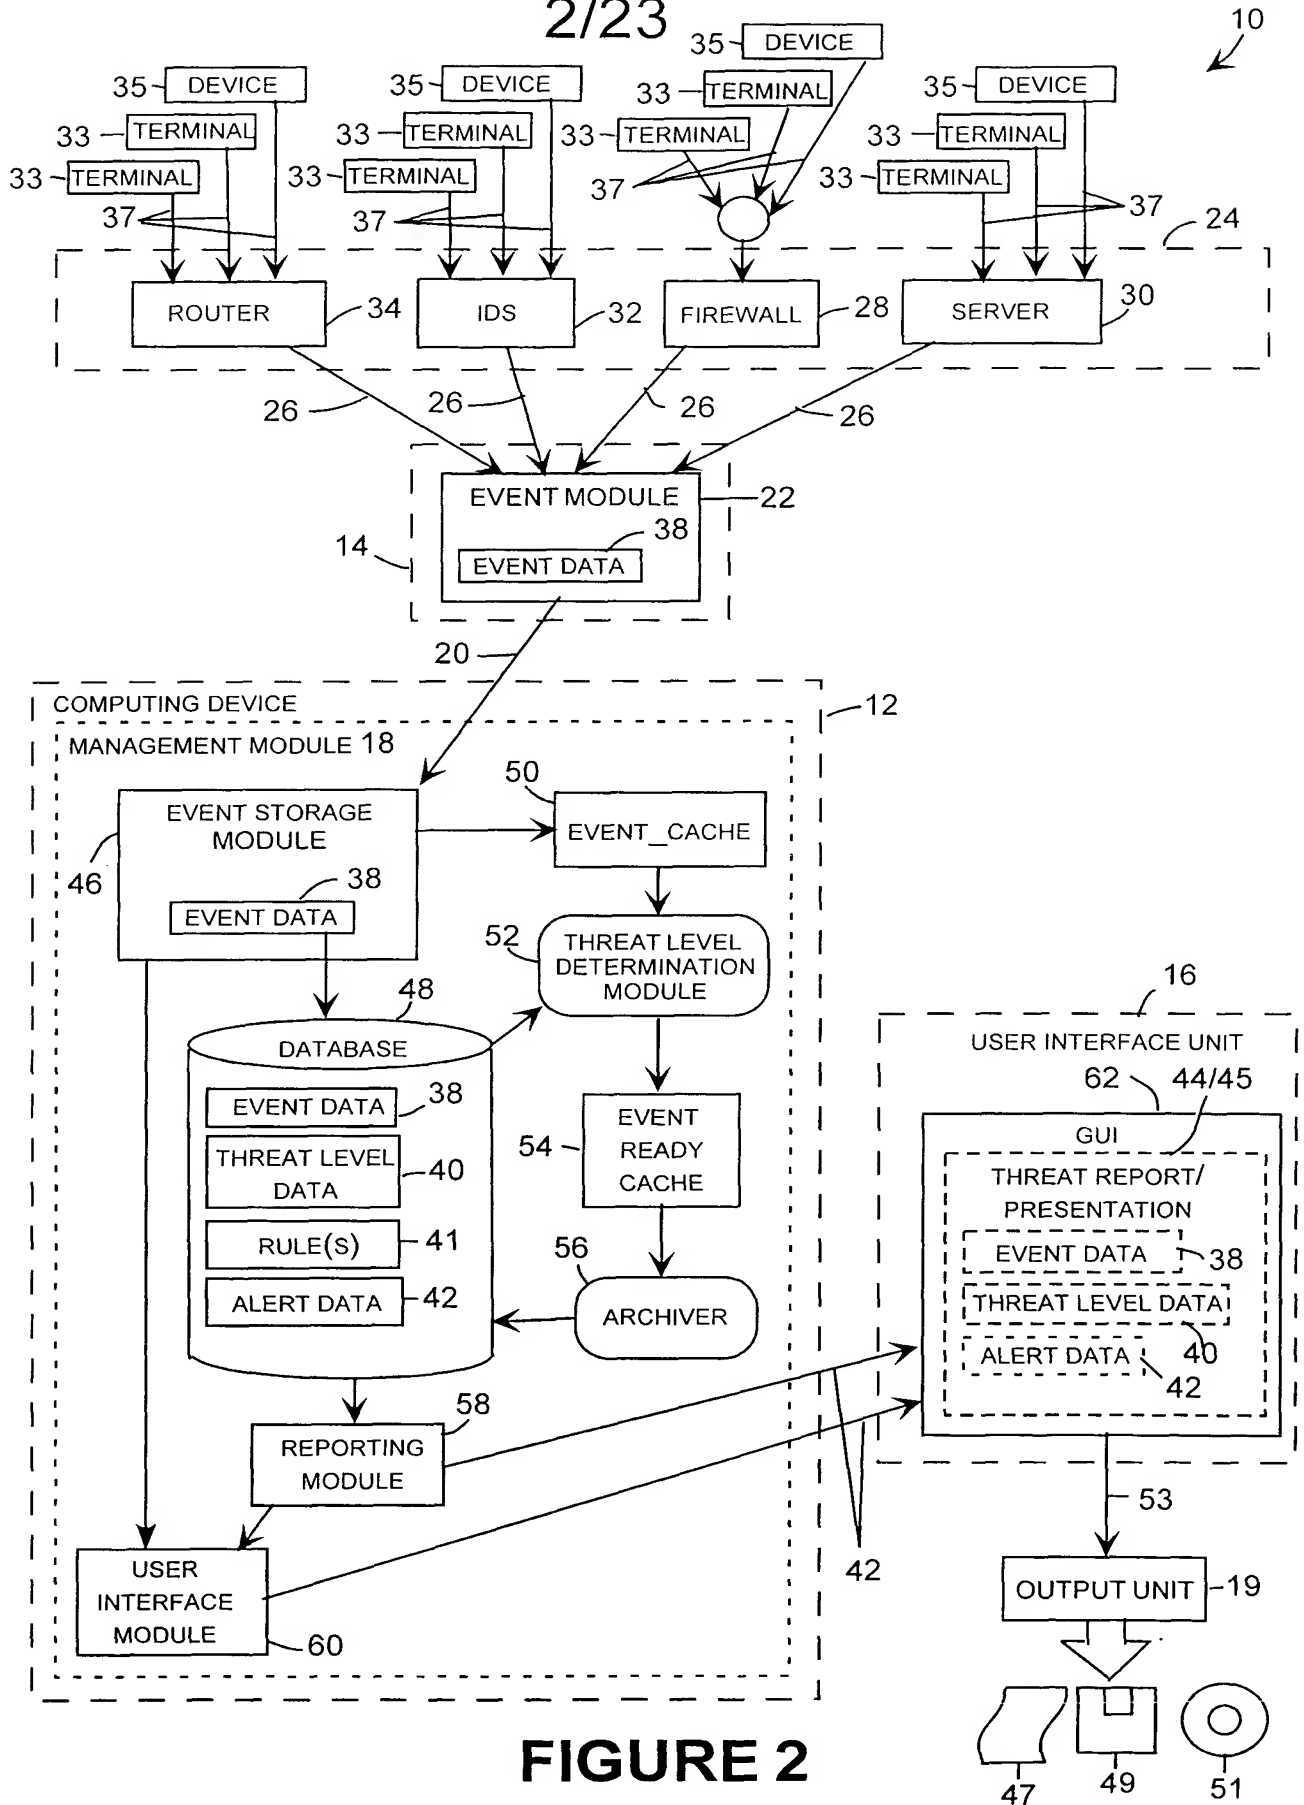 2/23
10
35 DEVICE
35 DEVICE
35 DEVICE
35 DEVICE
33 TERMINAL
33 TERMINAL
33 TERMINAL
33 TERMINAL
33 TERMINAL
33 TERMINAL
33 TERMINAL
33 TERMINAL
37
37
37
37
24
ROUTER
34
IDS
32
FIREWALL
28
SERVER
30
26
26
26
26
EVENT MODULE
22
38
14
EVENT DATA
20
COMPUTING DEVICE
12
MANAGEMENT MODULE 18
EVENT STORAGE
MODULE
46
38
EVENT DATA
50
EVENT_CACHE
52
THREAT LEVEL
DETERMINATION
MODULE
48
DATABASE
EVENT DATA
38
THREAT LEVEL
DATA
40
RULE(S)
41
ALERT DATA
42
54
EVENT
READY
CACHE
56
ARCHIVER
58
REPORTING
MODULE
USER
INTERFACE
MODULE
60
42
16
USER INTERFACE UNIT
62
44/45
GUI
THREAT REPORT/
PRESENTATION
EVENT DATA
38
THREAT LEVEL DATA
40
ALERT DATA
42
53
OUTPUT UNIT
19
47
49
51
FIGURE 2